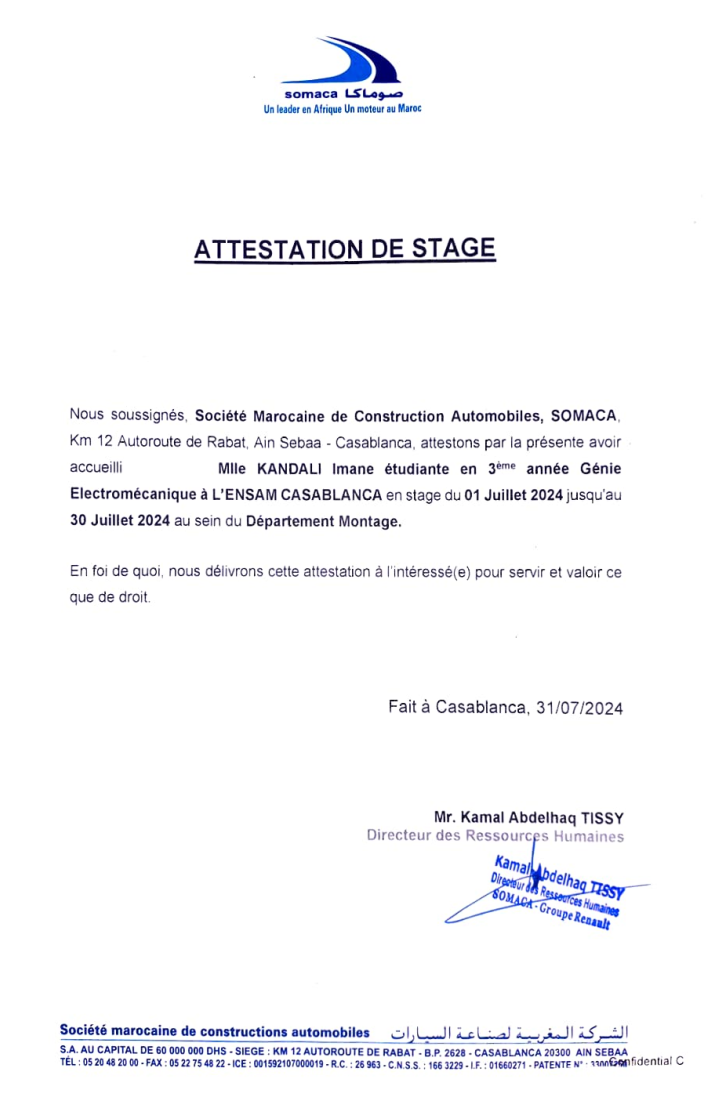 somaca صوماكا
Un leader en Afrique Un moteur au Maroc
ATTESTATION DE STAGE
Nous soussignés, Société Marocaine de Construction Automobiles, SOMACA,
Km 12 Autoroute de Rabat, Ain Sebaa - Casablanca, attestons par la présente avoir
accueilli Mlle KANDALI Imane étudiante en 3ème année Génie
Electromécanique à L'ENSAM CASABLANCA en stage du 01 Juillet 2024 jusqu'au
30 Juillet 2024 au sein du Département Montage.
En foi de quoi, nous délivrons cette attestation à l'intéressé(e) pour servir et valoir ce
que de droit.
Fait à Casablanca, 31/07/2024
Mr. Kamal Abdelhaq TISSY
Directeur des Ressources Humaines
Kamal Abdelhaq TISSY
Directeur des Ressources Humaines
SOMACA - Groupe Renault
Société marocaine de constructions automobiles الشركة المغربية لصناعة السيارات
S.A. AU CAPITAL DE 60 000 000 DHS - SIEGE : KM 12 AUTOROUTE DE RABAT - B.P. 2628 - CASABLANCA 20300 AIN SEBAA
TÉL : 05 20 48 20 00 - FAX : 05 22 75 48 22 - ICE : 001592107000019 - R.C. : 26 963 - C.N.S.S. : 166 3229 - I.F. : 01660271 - PATENTE N° :
Confidential C